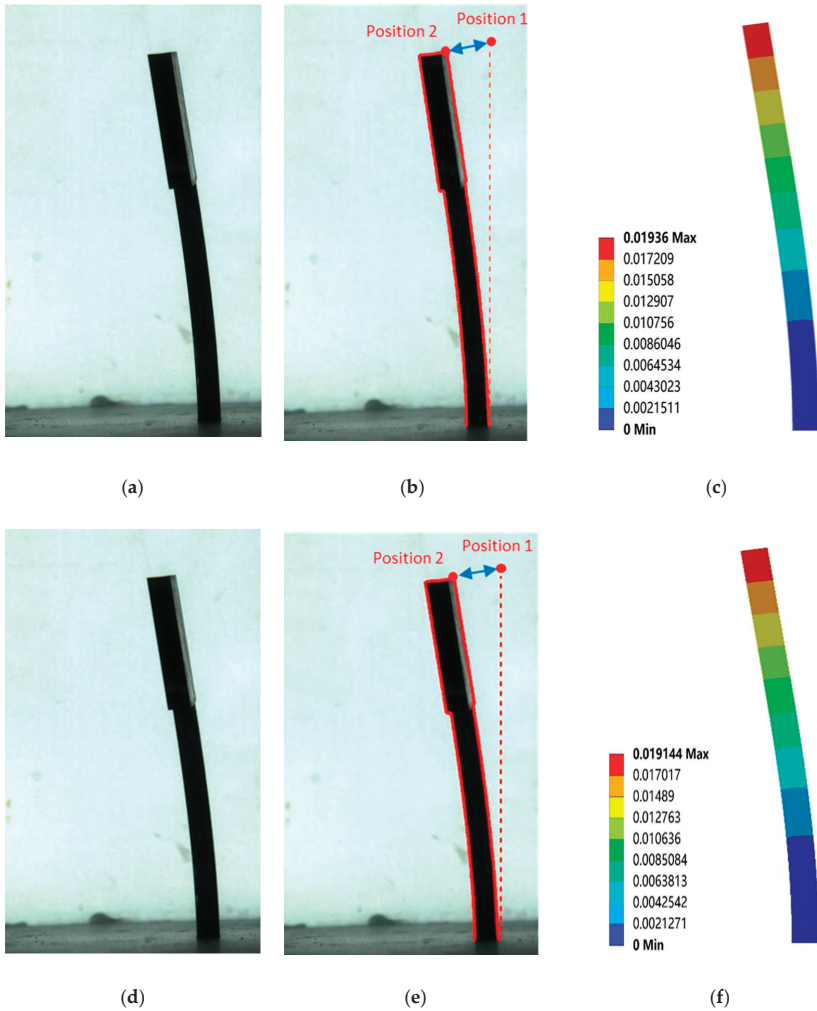 Position 1
Position 2
0.01936 Max
0.017209
0.015058
0.012907
0.010756
0.0086046
0.0064534
0.0043023
0.0021511
0 Min
(a)
(b)
(c)
Position 1
Position 2
0.019144 Max
0.017017
0.01489
0.012763
0.010636
0.0085084
0.0063813
0.0042542
0.0021271
0 Min
(d)
(e)
(f)